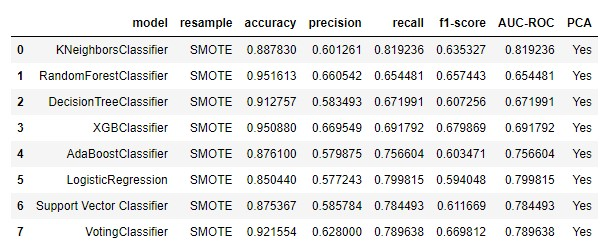 model resample accuracy precision recall f1-score AUC-ROC PCA
0 KNeighborsClassifier SMOTE 0.887830 0.601261 0.819236 0.635327 0.819236 Yes
1 RandomForestClassifier SMOTE 0.951613 0.660542 0.654481 0.657443 0.654481 Yes
2 DecisionTreeClassifier SMOTE 0.912757 0.583493 0.671991 0.607256 0.671991 Yes
3 XGBClassifier SMOTE 0.950880 0.669549 0.691792 0.679869 0.691792 Yes
4 AdaBoostClassifier SMOTE 0.876100 0.579875 0.756604 0.603471 0.756604 Yes
5 LogisticRegression SMOTE 0.850440 0.577243 0.799815 0.594048 0.799815 Yes
6 Support Vector Classifier SMOTE 0.875367 0.585784 0.784493 0.611669 0.784493 Yes
7 VotingClassifier SMOTE 0.921554 0.628000 0.789638 0.669812 0.789638 Yes